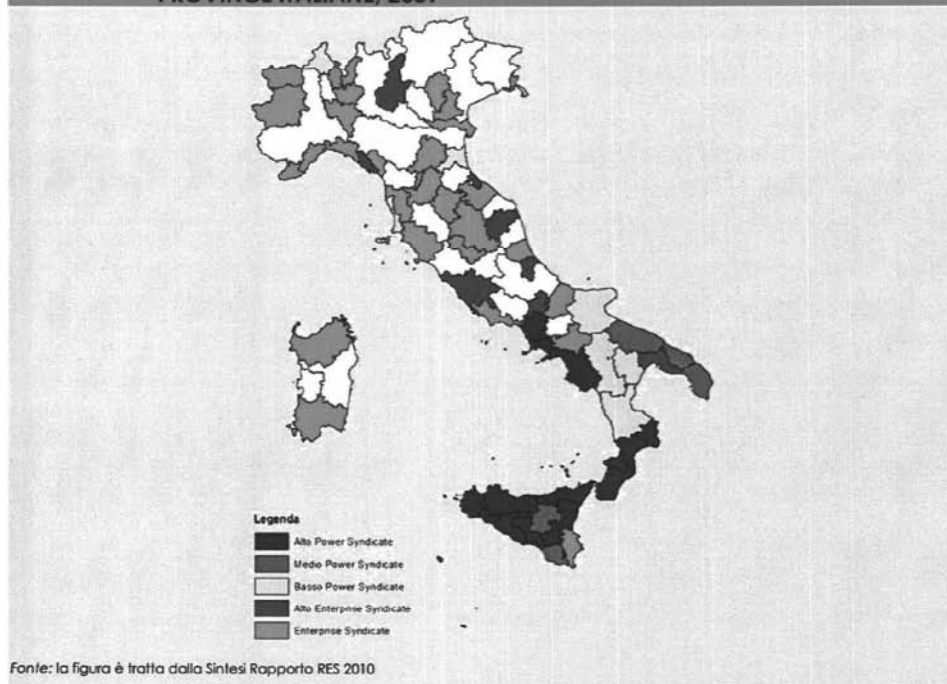 PROVINCE ITALIANE, 2007
Legenda
Alto Power Syndicate
Medio Power Syndicate
Basso Power Syndicate
Alto Enterprise Syndicate
Enterprise Syndicate
Fonte: la figura è tratta dalla Sintesi Rapporto RES 2010